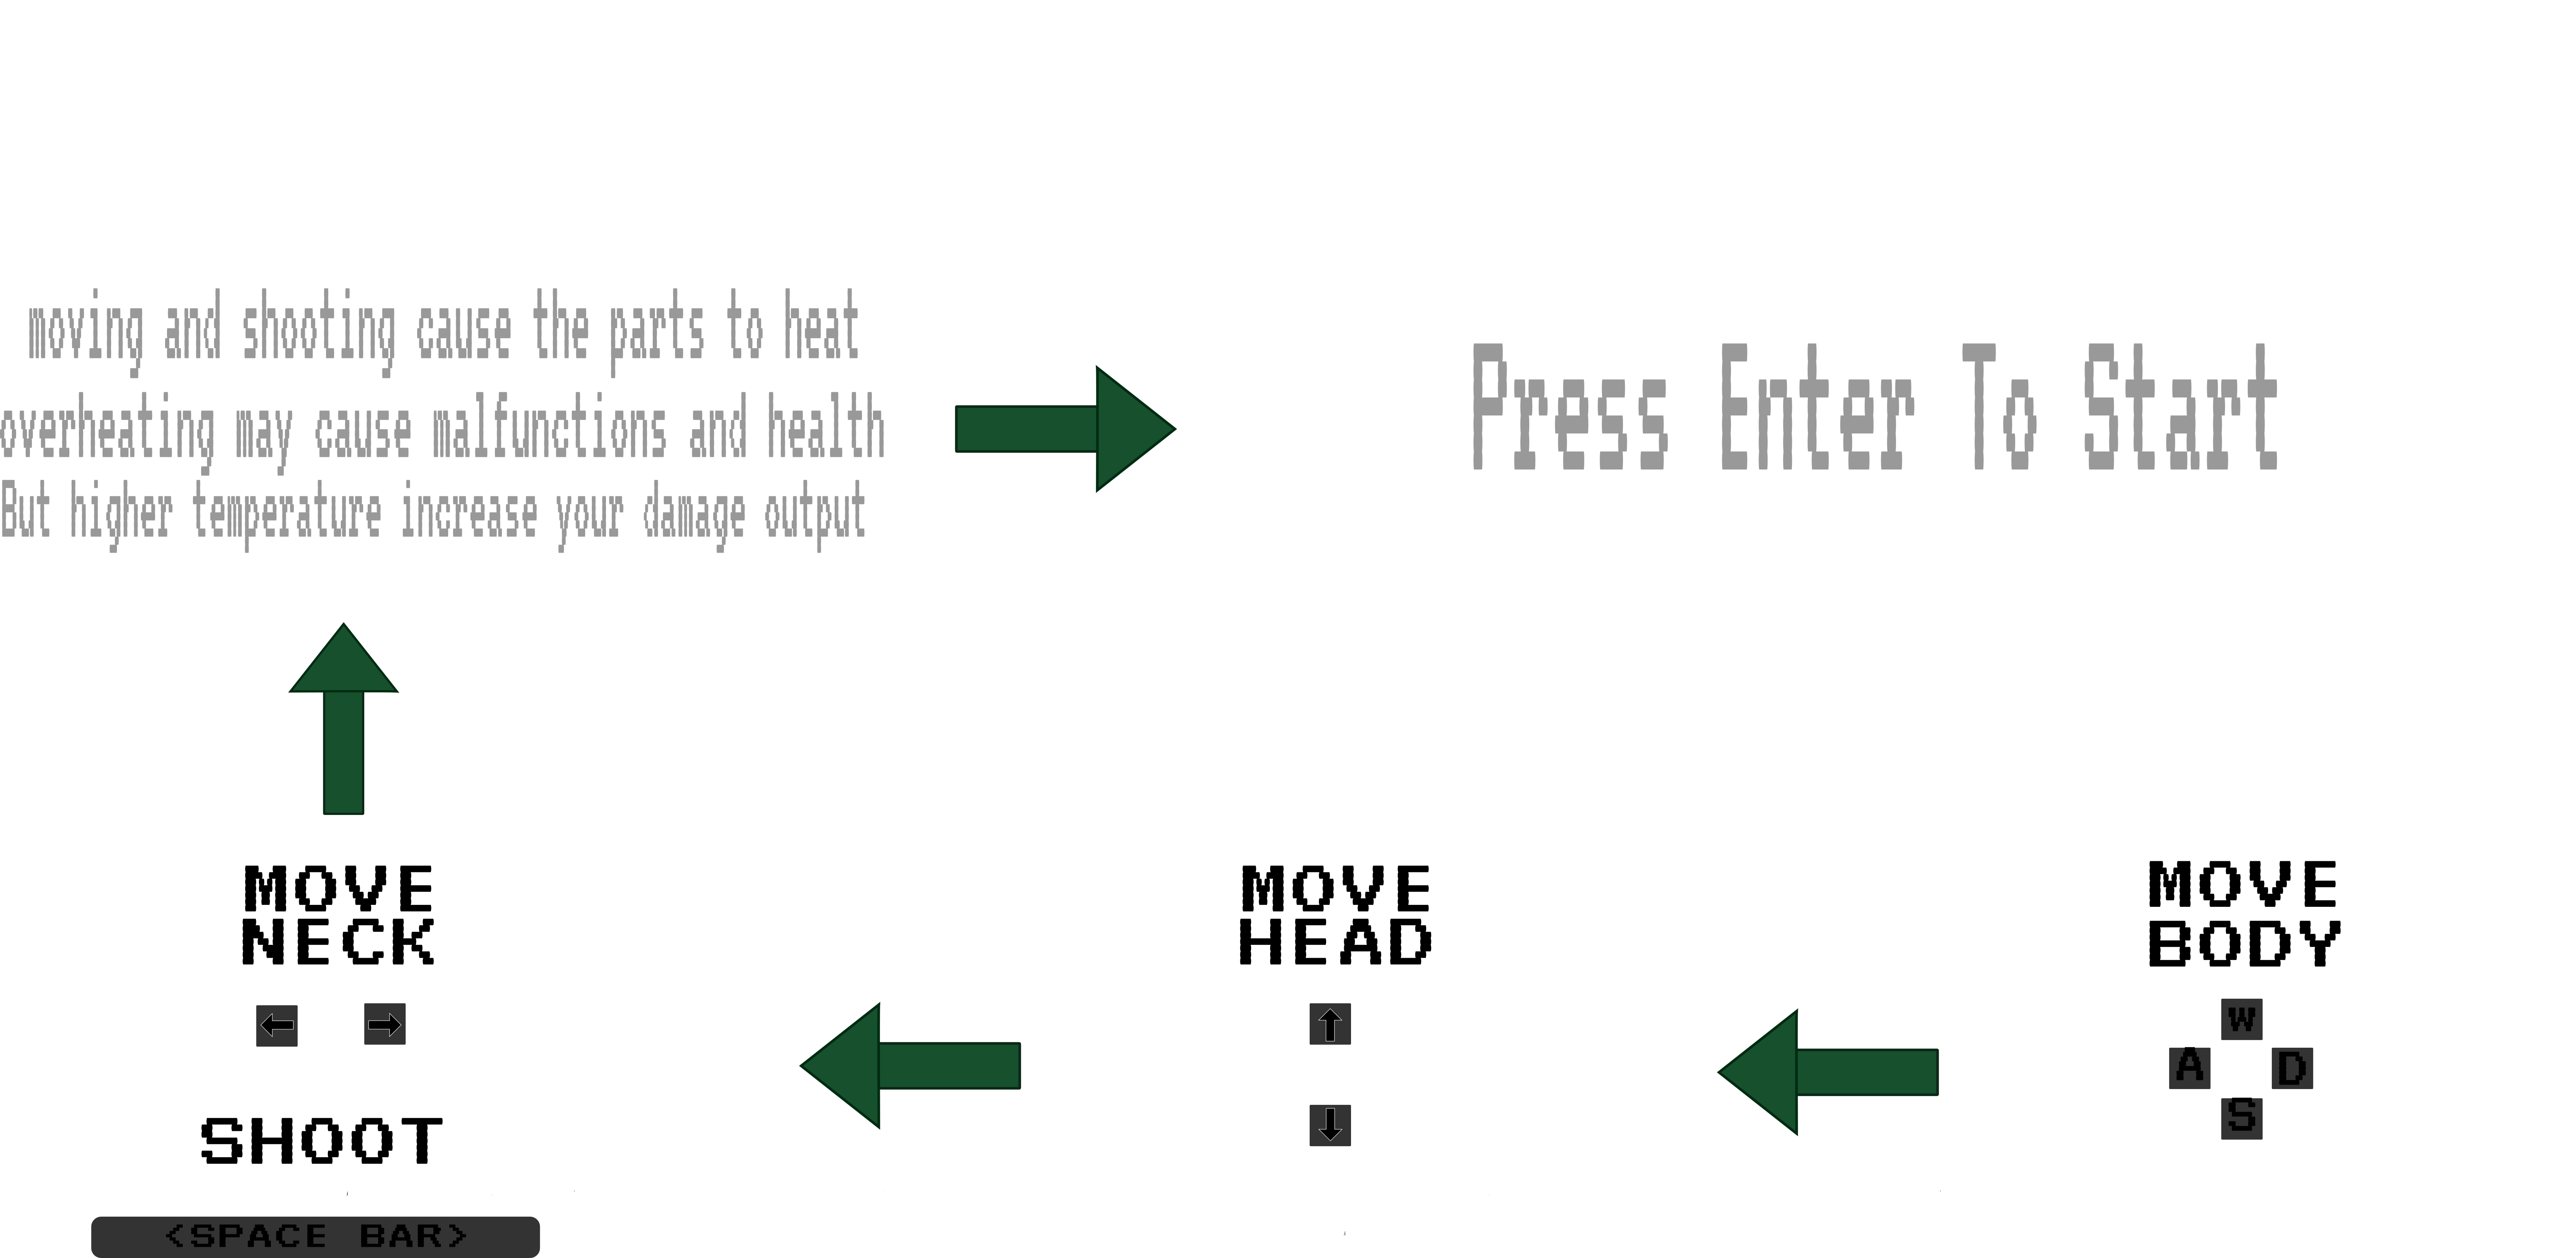 moving and shooting cause the parts to heat
overheating may cause malfunctions and health
But higher temperature increase your damage output
Press Enter To Start
MOVE
NECK
SHOOT
<SPACE BAR>
MOVE
HEAD
MOVE
BODY
W
A D
S